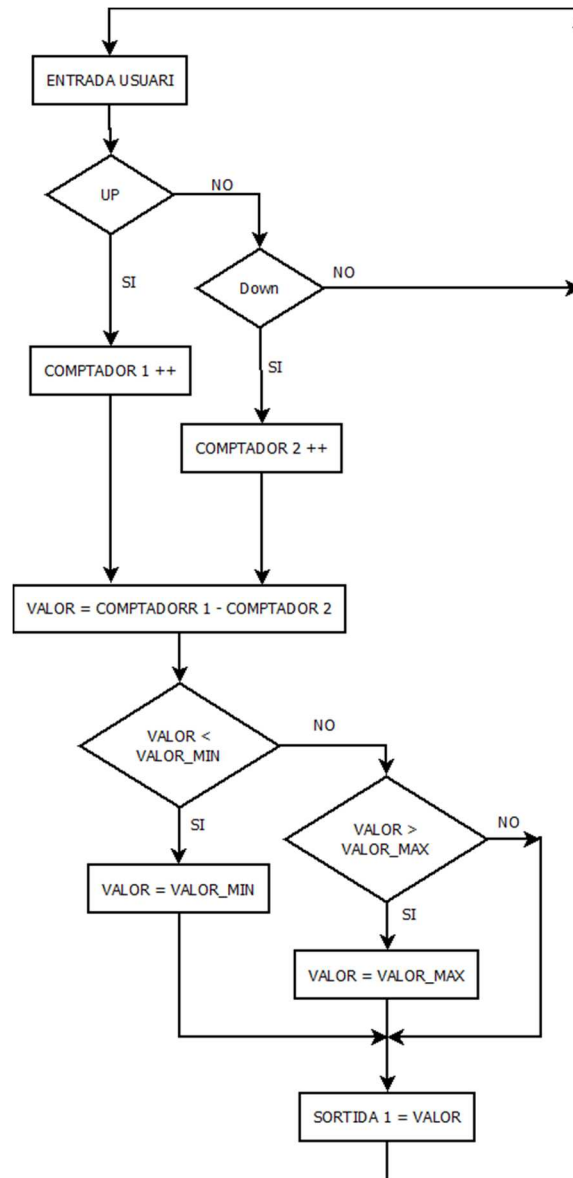 ENTRADA USUARI
UP
NO
SI
Down
NO
SI
COMPTADOR 1 ++
COMPTADOR 2 ++
VALOR = COMPTADORR 1 - COMPTADOR 2
VALOR <
VALOR_MIN
NO
SI
VALOR >
VALOR_MAX
NO
SI
VALOR = VALOR_MIN
VALOR = VALOR_MAX
SORTIDA 1 = VALOR